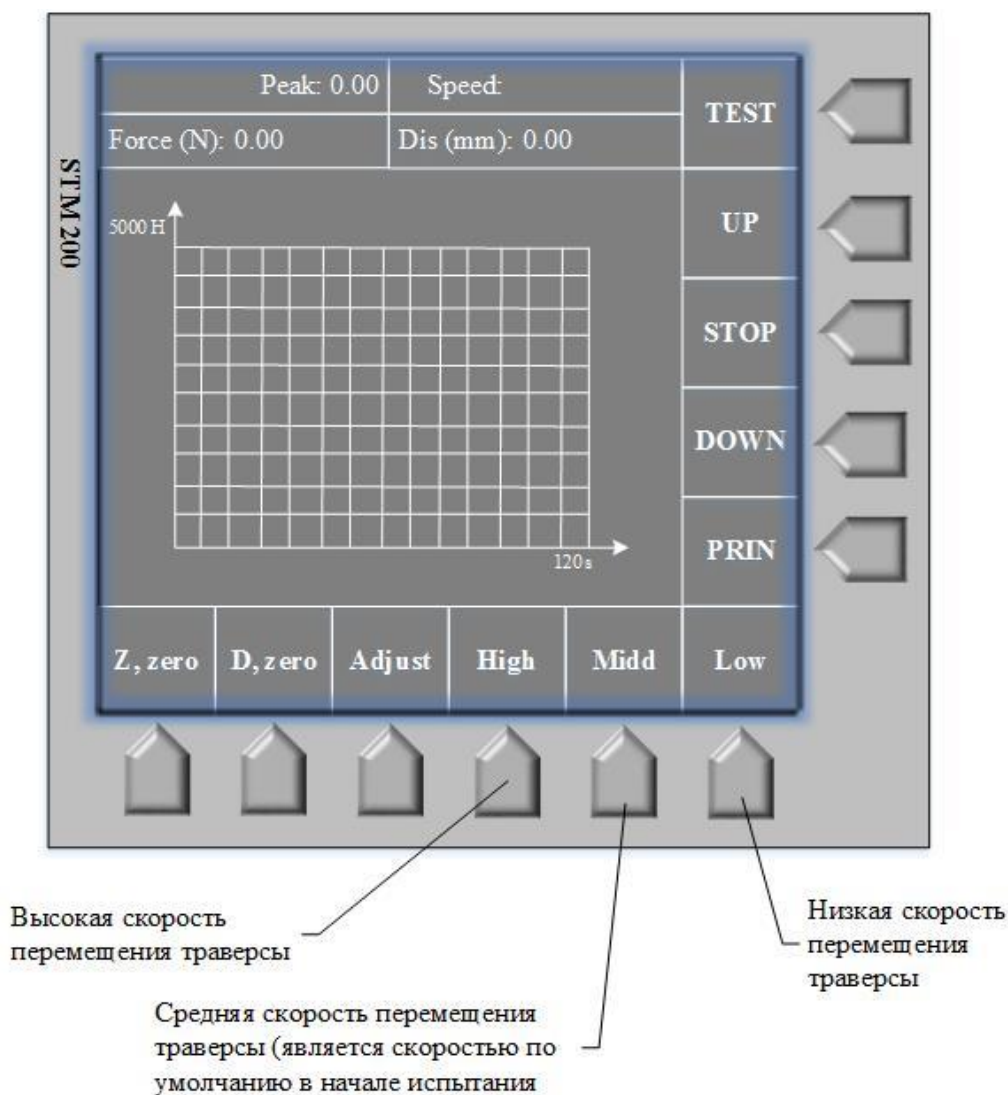 Peak: 0.00
Speed:
TEST
Force (N): 0.00
Dis (mm): 0.00
STM 200
5000 H
UP
STOP
DOWN
PRIN
120s
Z, zero
D, zero
Adjust
High
Midd
Low
Высокая скорость
перемещения траверсы
Низкая скорость
перемещения
траверсы
Средняя скорость перемещения
траверсы (является скоростью по
умолчанию в начале испытания